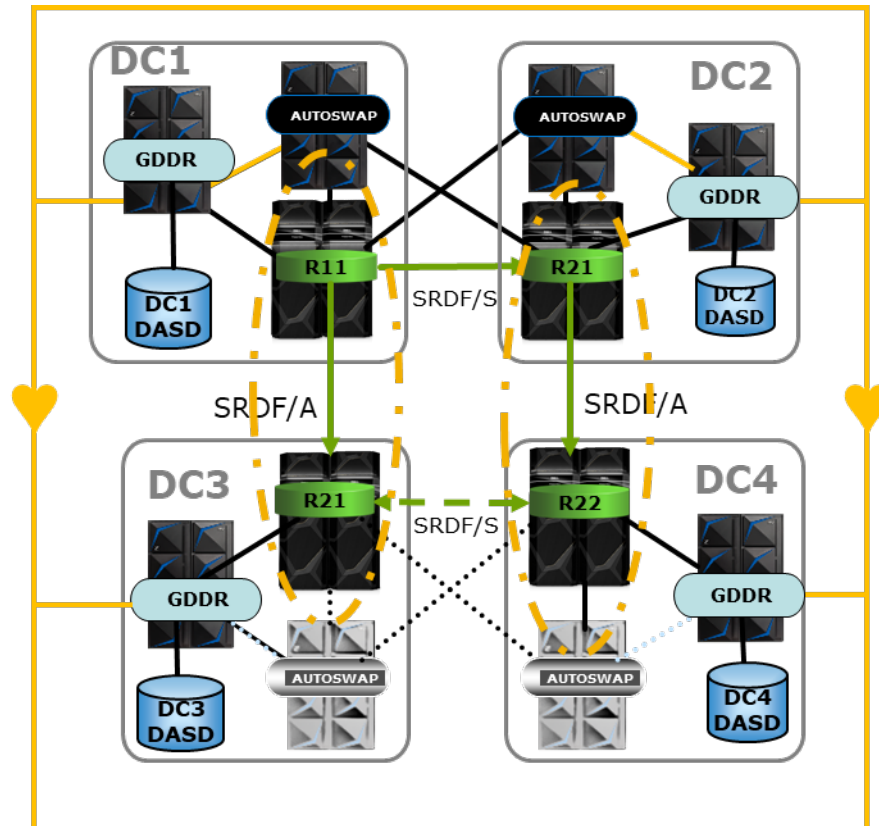 DC1
DC2
AUTOSWAP
AUTOSWAP
GDDR
GDDR
R11
R21
SRDF/S
DC1
DASD
DC2
DASD
SRDF/A
SRDF/A
DC3
DC4
R21
R22
SRDF/S
GDDR
GDDR
AUTOSWAP
AUTOSWAP
DC3
DASD
DC4
DASD